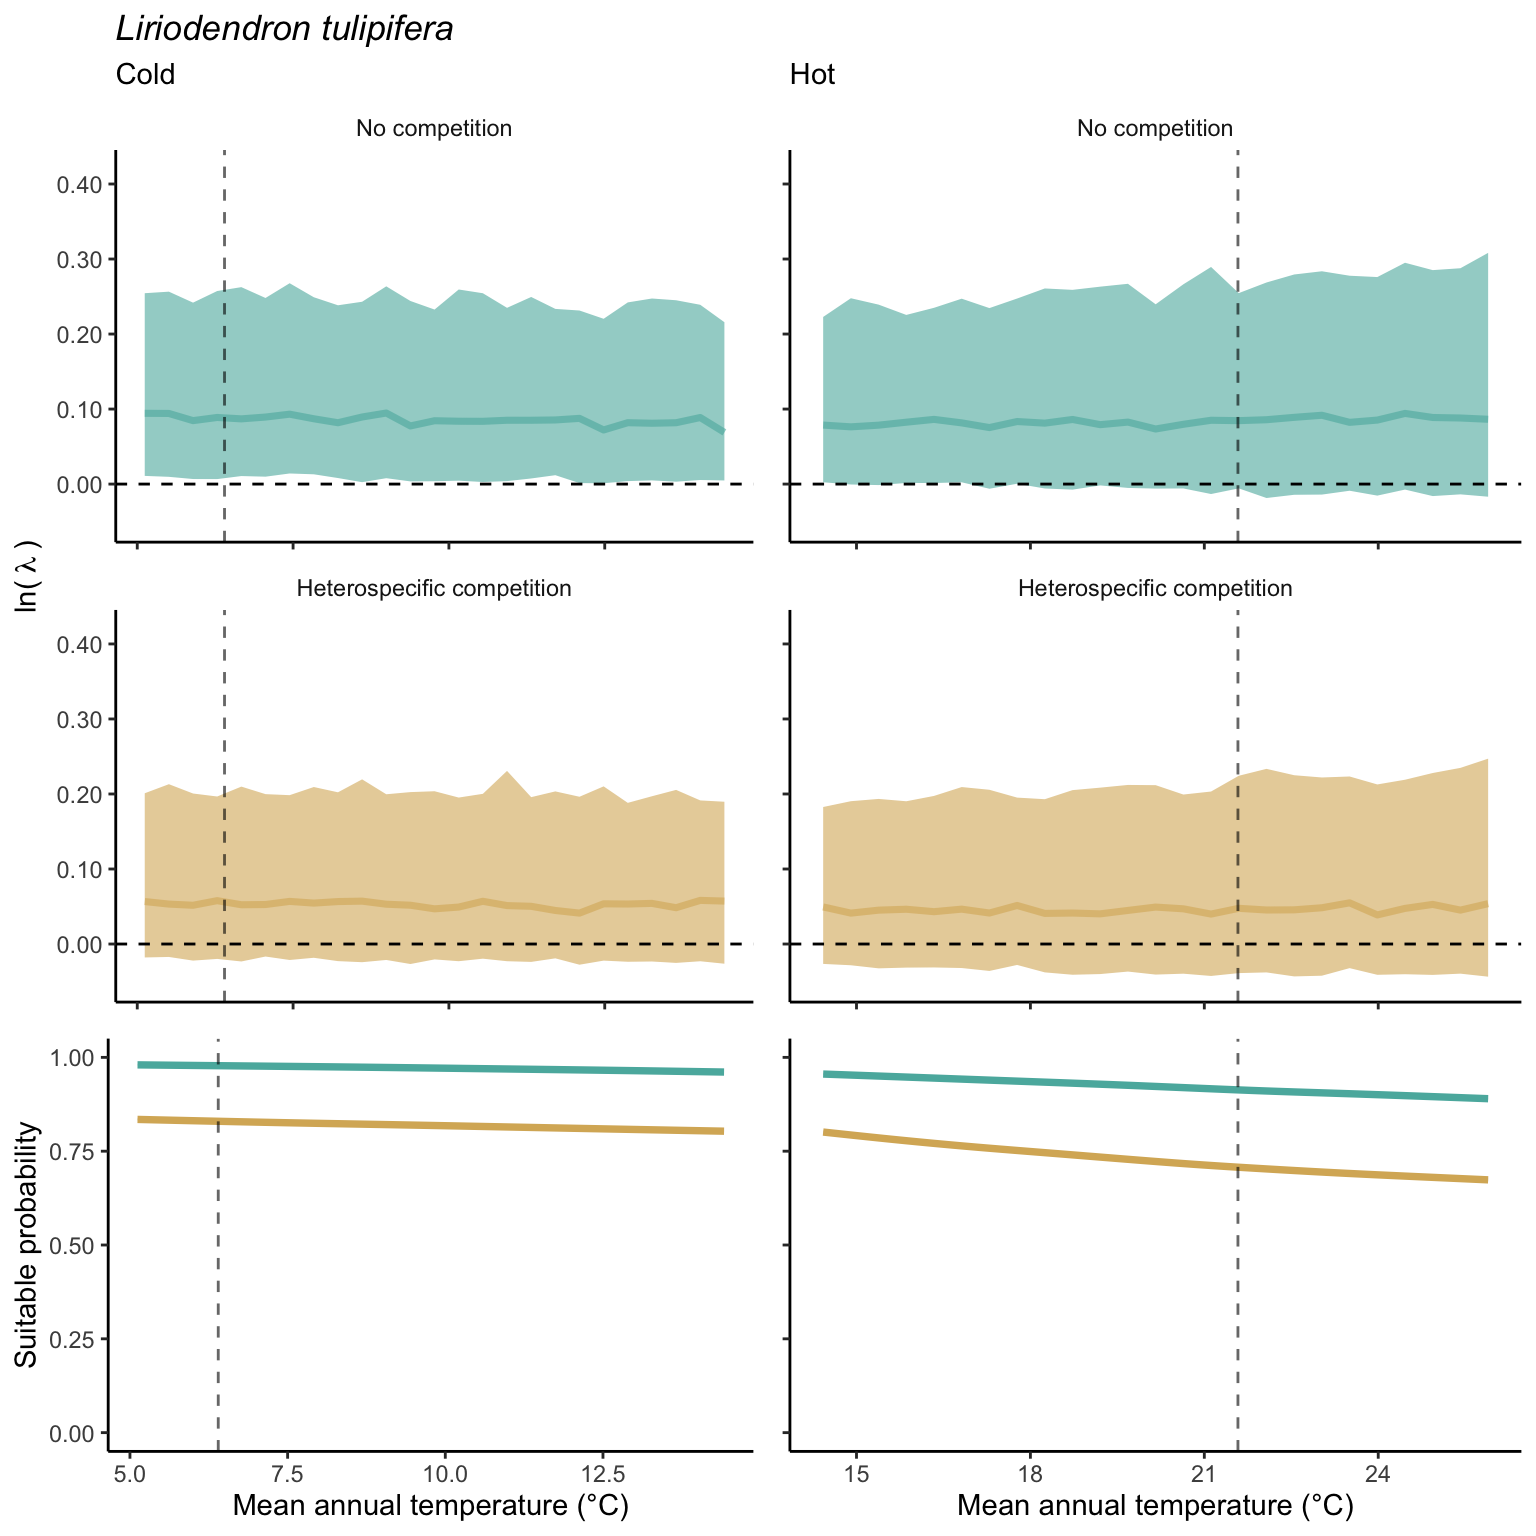 Liriodendron tulipifera
Cold
Hot
No competition
No competition
0.40
0.30
0.20
0.10
0.00
ln( λ )
Heterospecific competition
Heterospecific competition
0.40
0.30
0.20
0.10
0.00
Suitable probability
1.00
0.75
0.50
0.25
0.00
5.0 7.5 10.0 12.5
15 18 21 24
Mean annual temperature (°C)
Mean annual temperature (°C)